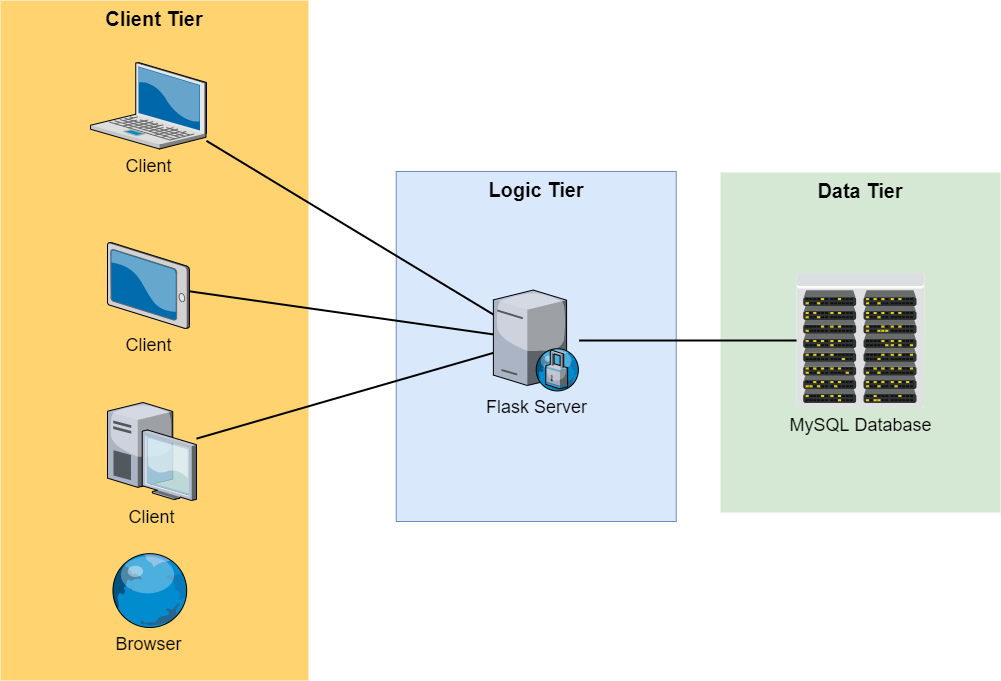 Client Tier
Client
Client
Client
Browser
Logic Tier
Flask Server
Data Tier
MySQL Database